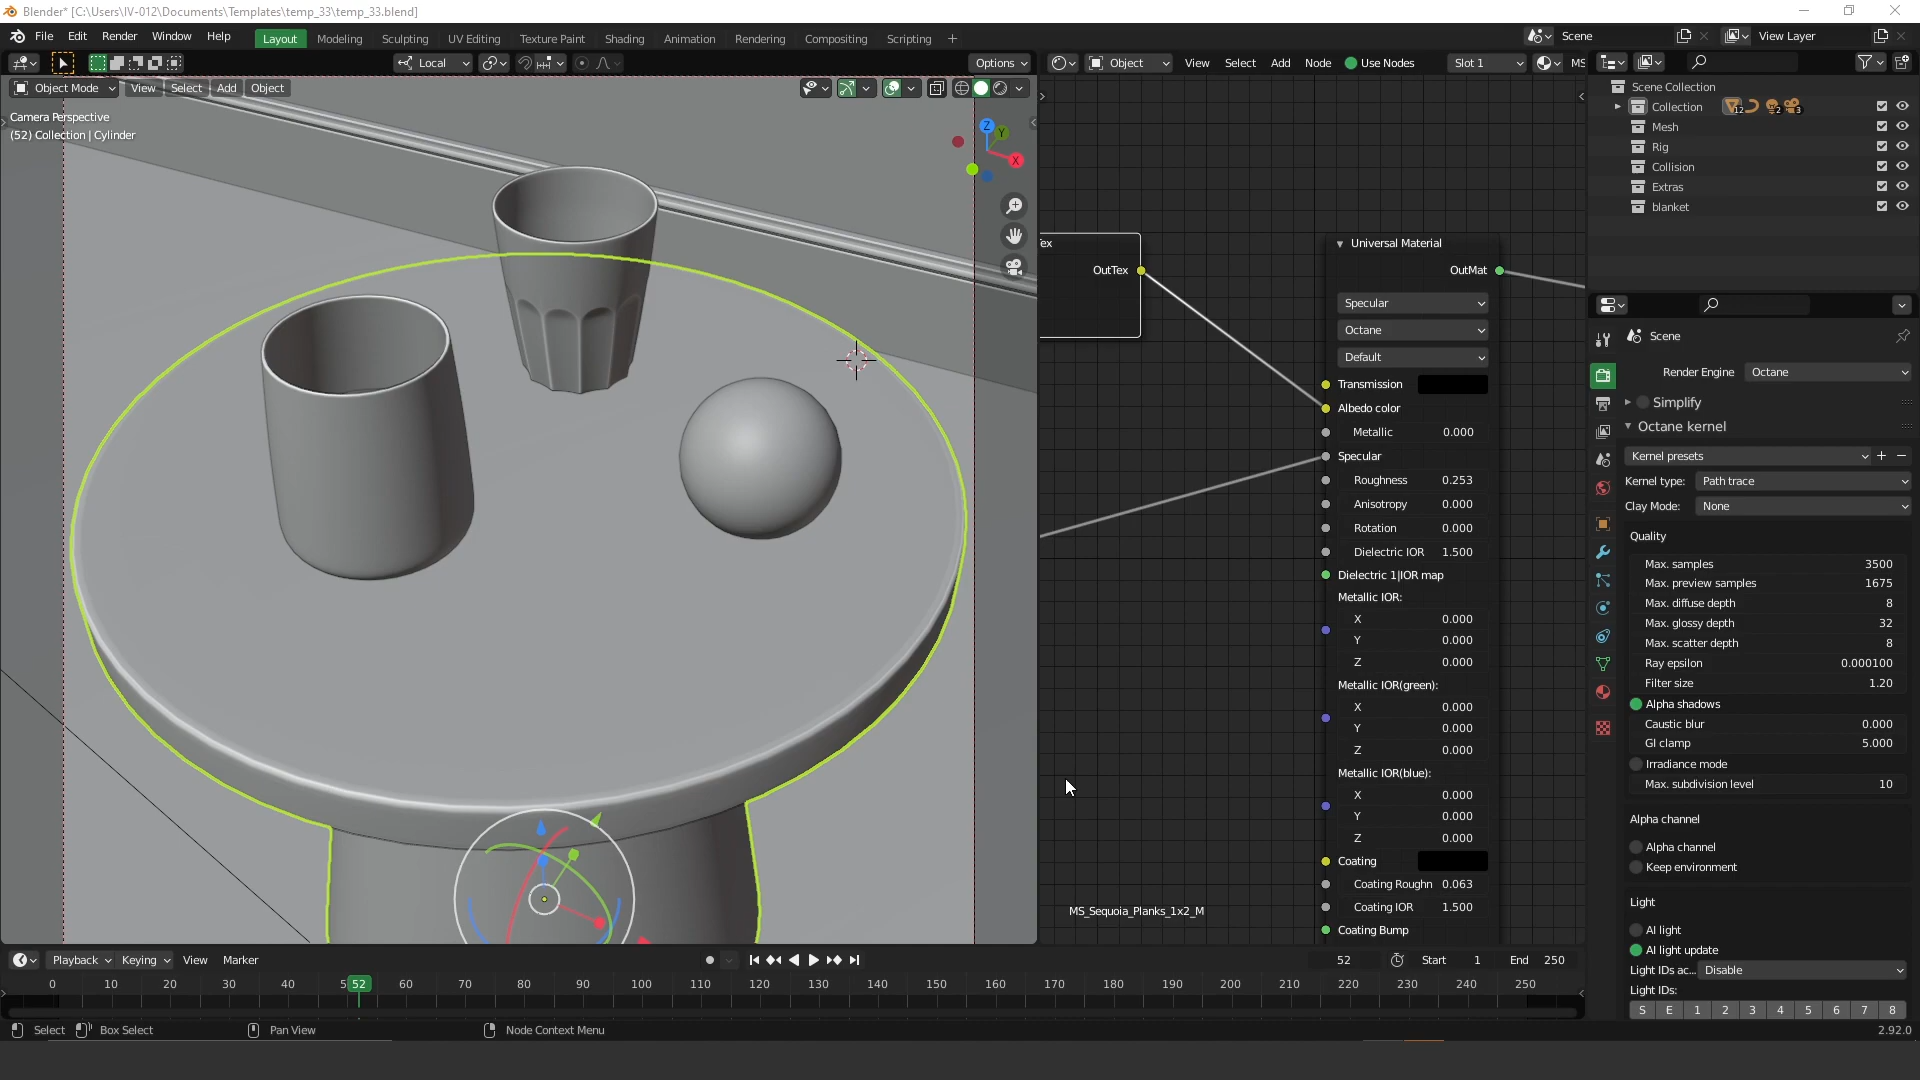 Blender* [C:\Users\IV-012\Documents\Templates\temp_33\temp_33.blend]
File Edit Render Window Help
Layout Modeling Sculpting UV Editing Texture Paint Shading Animation Rendering Compositing Scripting +
Scene
View Layer
Local
Options
Object
View Select Add Node Use Nodes
Slot 1
MS
Object Mode View Select Add Object
Camera Perspective
(52) Collection | Cylinder
Z
Y
X
OutTex
Universal Material
OutMat
Specular
Octane
Default
Transmission
Albedo color
Metallic 0.000
Specular
Roughness 0.253
Anisotropy 0.000
Rotation 0.000
Dielectric IOR 1.500
Dielectric 1|IOR map
Metallic IOR:
X 0.000
Y 0.000
Z 0.000
Metallic IOR(green):
X 0.000
Y 0.000
Z 0.000
Metallic IOR(blue):
X 0.000
Y 0.000
Z 0.000
Coating
Coating Roughn 0.063
Coating IOR 1.500
Coating Bump
MS_Sequoia_Planks_1x2_M
Scene Collection
Collection 12 2 3
Mesh
Rig
Collision
Extras
blanket
Scene
Render Engine Octane
Simplify
Octane kernel
Kernel presets
Kernel type: Path trace
Clay Mode: None
Quality
Max. samples 3500
Max. preview samples 1675
Max. diffuse depth 8
Max. glossy depth 32
Max. scatter depth 8
Ray epsilon 0.000100
Filter size 1.20
Alpha shadows
Caustic blur 0.000
GI clamp 5.000
Irradiance mode
Max. subdivision level 10
Alpha channel
Alpha channel
Keep environment
Light
AI light
AI light update
Light IDs ac... Disable
Light IDs:
S E 1 2 3 4 5 6 7 8
Playback Keying View Marker
52 Start 1 End 250
0 10 20 30 40 5 52 60 70 80 90 100 110 120 130 140 150 160 170 180 190 200 210 220 230 240 250
Select Box Select Pan View Node Context Menu
2.92.0